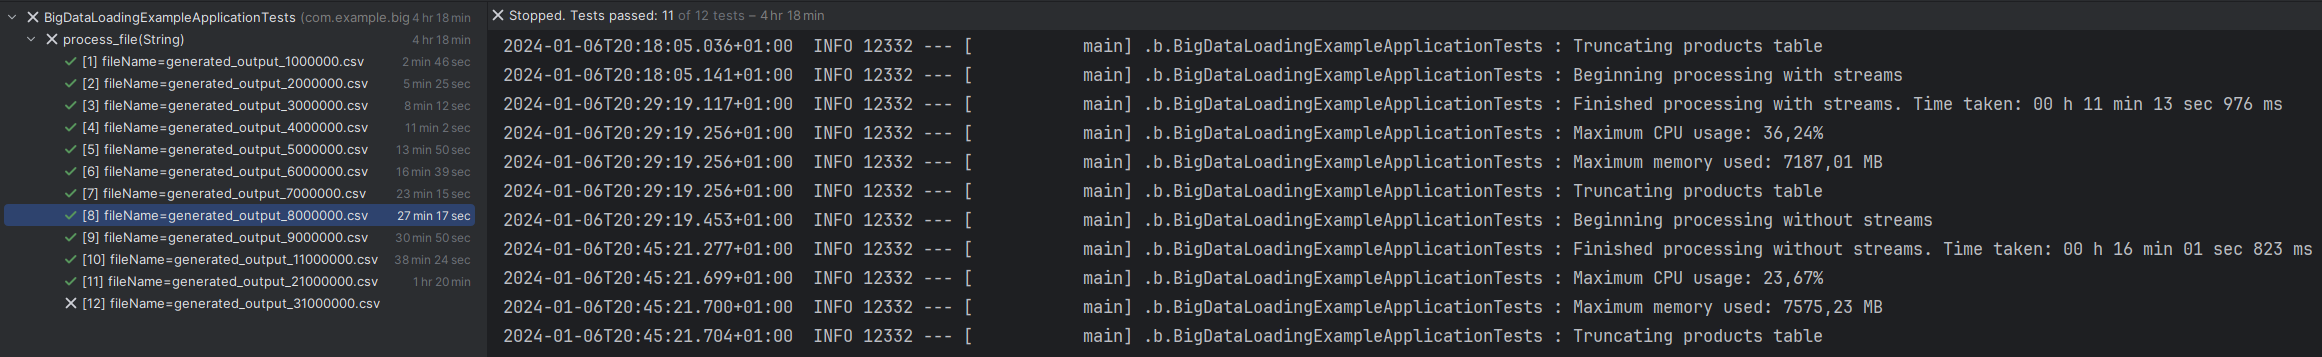 BigDataLoadingExampleApplicationTests (com.example.big 4 hr 18 min
process_file(String) 4 hr 18 min
[1] fileName=generated_output_1000000.csv 2 min 46 sec
[2] fileName=generated_output_2000000.csv 5 min 25 sec
[3] fileName=generated_output_3000000.csv 8 min 12 sec
[4] fileName=generated_output_4000000.csv 11 min 2 sec
[5] fileName=generated_output_5000000.csv 13 min 50 sec
[6] fileName=generated_output_6000000.csv 16 min 39 sec
[7] fileName=generated_output_7000000.csv 23 min 15 sec
[8] fileName=generated_output_8000000.csv 27 min 17 sec
[9] fileName=generated_output_9000000.csv 30 min 50 sec
[10] fileName=generated_output_11000000.csv 38 min 24 sec
[11] fileName=generated_output_21000000.csv 1 hr 20 min
[12] fileName=generated_output_31000000.csv
Stopped. Tests passed: 11 of 12 tests – 4 hr 18 min
2024-01-06T20:18:05.036+01:00  INFO 12332 --- [           main] .b.BigDataLoadingExampleApplicationTests : Truncating products table
2024-01-06T20:18:05.141+01:00  INFO 12332 --- [           main] .b.BigDataLoadingExampleApplicationTests : Beginning processing with streams
2024-01-06T20:29:19.117+01:00  INFO 12332 --- [           main] .b.BigDataLoadingExampleApplicationTests : Finished processing with streams. Time taken: 00 h 11 min 13 sec 976 ms
2024-01-06T20:29:19.256+01:00  INFO 12332 --- [           main] .b.BigDataLoadingExampleApplicationTests : Maximum CPU usage: 36,24%
2024-01-06T20:29:19.256+01:00  INFO 12332 --- [           main] .b.BigDataLoadingExampleApplicationTests : Maximum memory used: 7187,01 MB
2024-01-06T20:29:19.256+01:00  INFO 12332 --- [           main] .b.BigDataLoadingExampleApplicationTests : Truncating products table
2024-01-06T20:29:19.453+01:00  INFO 12332 --- [           main] .b.BigDataLoadingExampleApplicationTests : Beginning processing without streams
2024-01-06T20:45:21.277+01:00  INFO 12332 --- [           main] .b.BigDataLoadingExampleApplicationTests : Finished processing without streams. Time taken: 00 h 16 min 01 sec 823 ms
2024-01-06T20:45:21.699+01:00  INFO 12332 --- [           main] .b.BigDataLoadingExampleApplicationTests : Maximum CPU usage: 23,67%
2024-01-06T20:45:21.700+01:00  INFO 12332 --- [           main] .b.BigDataLoadingExampleApplicationTests : Maximum memory used: 7575,23 MB
2024-01-06T20:45:21.704+01:00  INFO 12332 --- [           main] .b.BigDataLoadingExampleApplicationTests : Truncating products table